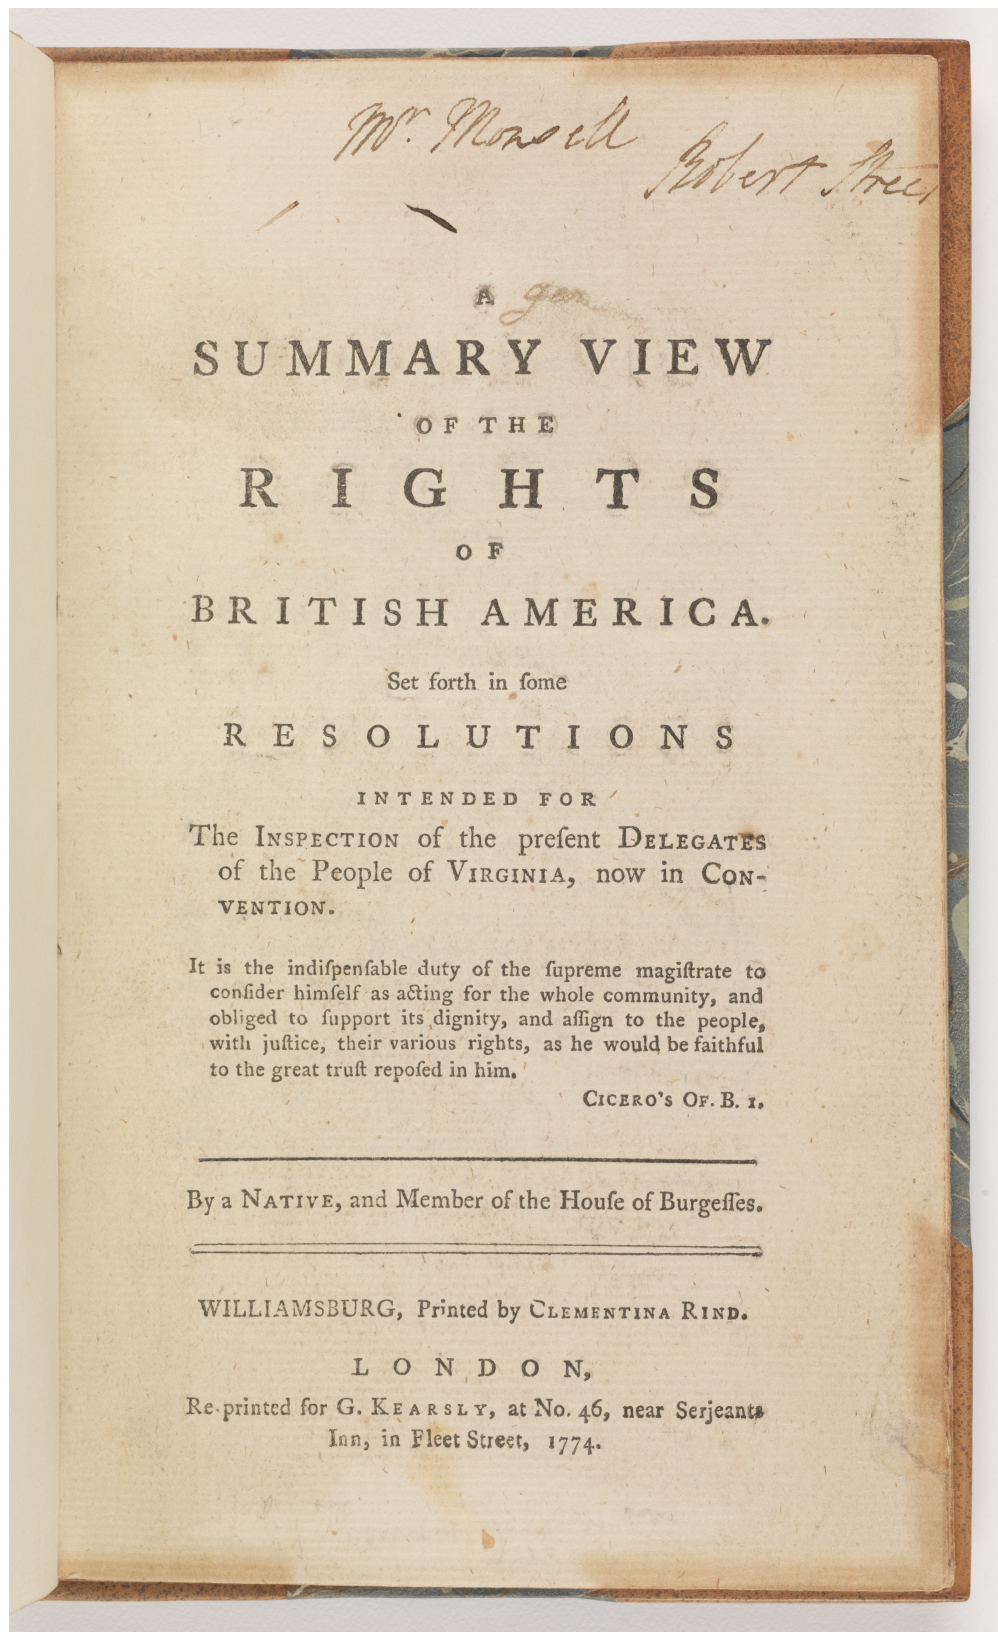 Mr. Monsell
Robert Street
A
SUMMARY VIEW
OF THE
RIGHTS
OF
BRITISH AMERICA.
Set forth in ſome
RESOLUTIONS
INTENDED FOR
The INSPECTION of the preſent DELEGATES
of the People of VIRGINIA, now in CON-
VENTION.
It is the indiſpenſable duty of the ſupreme magiſtrate to
conſider himſelf as acting for the whole community, and
obliged to ſupport its dignity, and aſſign to the people,
with juſtice, their various rights, as he would be faithful
to the great truſt repoſed in him.
CICERO'S OF. B. 1.
By a NATIVE, and Member of the Houſe of Burgeſſes.
WILLIAMSBURG, Printed by CLEMENTINA RIND.
LONDON,
Re-printed for G. KEARSLY, at No. 46, near Serjeants
Inn, in Fleet Street, 1774.